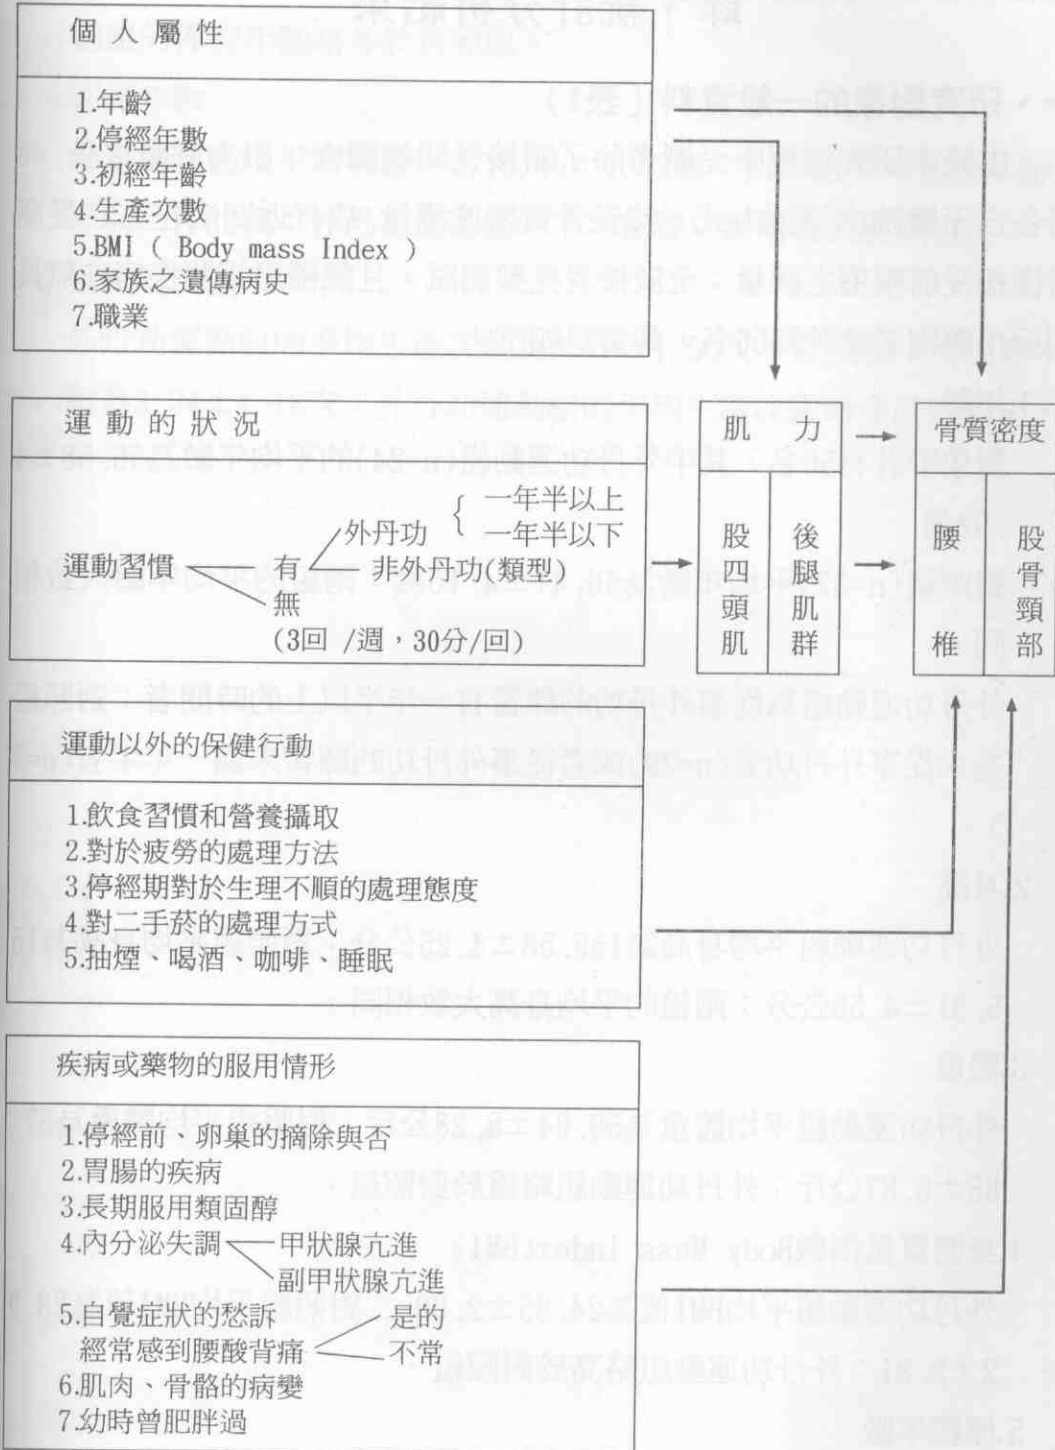 個人屬性
1.年齡
2.停經年數
3.初經年齡
4.生產次數
5.BMI ( Body mass Index )
6.家族之遺傳病史
7.職業
運動的狀況
一年半以上
外丹功 { 一年半以下
運動習慣 有 非外丹功(類型)
無
(3回 /週，30分/回)
肌力
股四頭肌
後腿肌群
骨質密度
腰椎
股骨頸部
運動以外的保健行動
1.飲食習慣和營養攝取
2.對於疲勞的處理方法
3.停經期對於生理不順的處理態度
4.對二手菸的處理方式
5.抽煙、喝酒、咖啡、睡眠
疾病或藥物的服用情形
1.停經前、卵巢的摘除與否
2.胃腸的疾病
3.長期服用類固醇
4.內分泌失調 甲狀腺亢進
副甲狀腺亢進
5.自覺症狀的愁訴 是的
經常感到腰酸背痛 不常
6.肌肉、骨骼的病變
7.幼時曾肥胖過